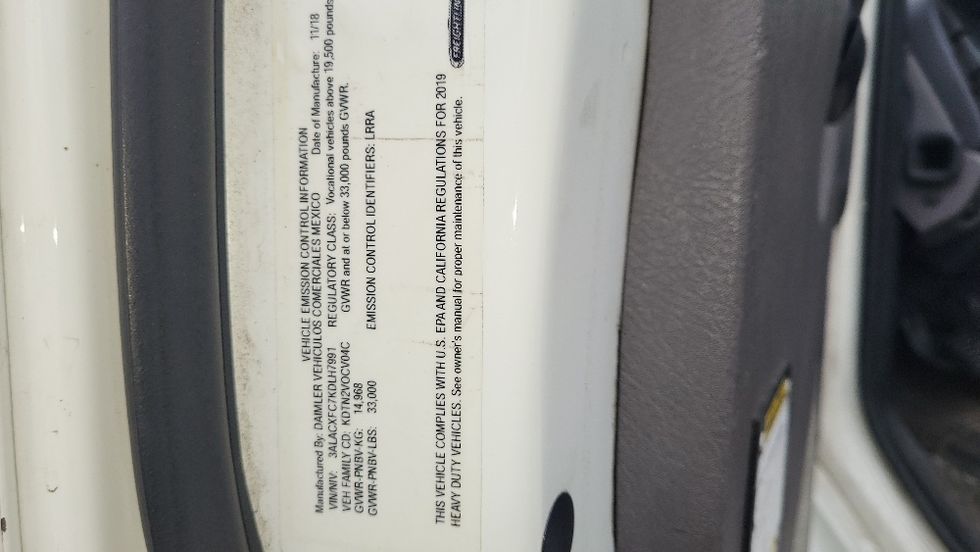 VEHICLE EMISSION CONTROL INFORMATION
Manufactured By: DAIMLER VEHICULOS COMERCIALES MEXICO Date of Manufacture: 11/18
VIN/NIV: 3ALACXFC7KDLH7991 REGULATORY CLASS: Vocational vehicles above 19,500 pounds
VEH FAMILY CD: KDTN2VOCV04C GVWR and at or below 33,000 pounds GVWR.
GVWR-PNBV-KG: 14,968
GVWR-PNBV-LBS: 33,000 EMISSION CONTROL IDENTIFIERS: LRRA
THIS VEHICLE COMPLIES WITH U.S. EPA AND CALIFORNIA REGULATIONS FOR 2019
HEAVY DUTY VEHICLES. See owner's manual for proper maintenance of this vehicle.